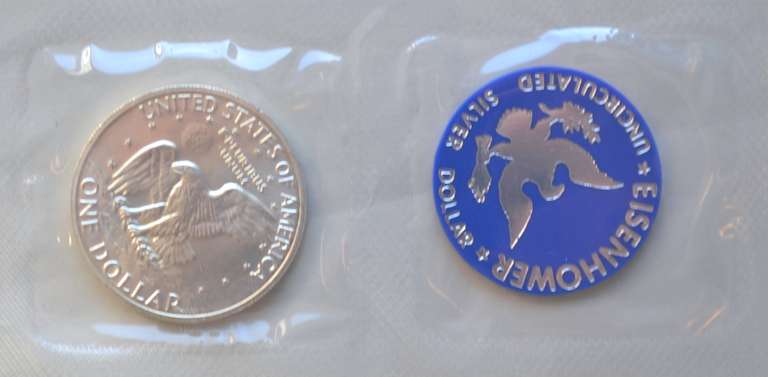 UNITED STATES OF AMERICA
E PLURIBUS
UNUM
ONE DOLLAR
★ EISENHOWER ★
UNCIRCULATED SILVER DOLLAR